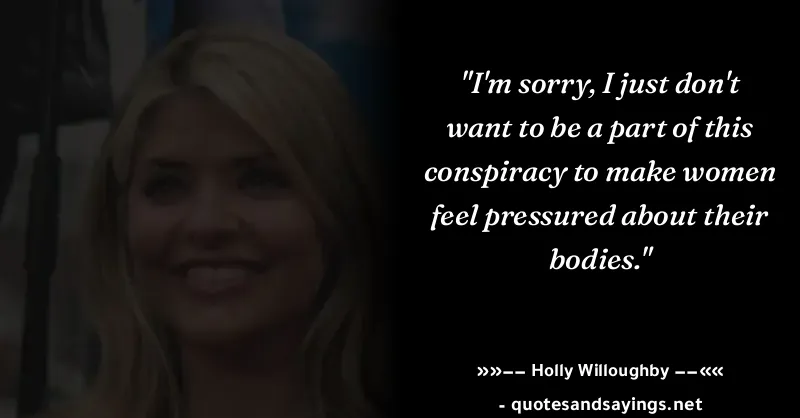 "I'm sorry, I just don't
want to be a part of this
conspiracy to make women
feel pressured about their
bodies."
»»−− Holly Willoughby −−««
- quotesandsayings.net